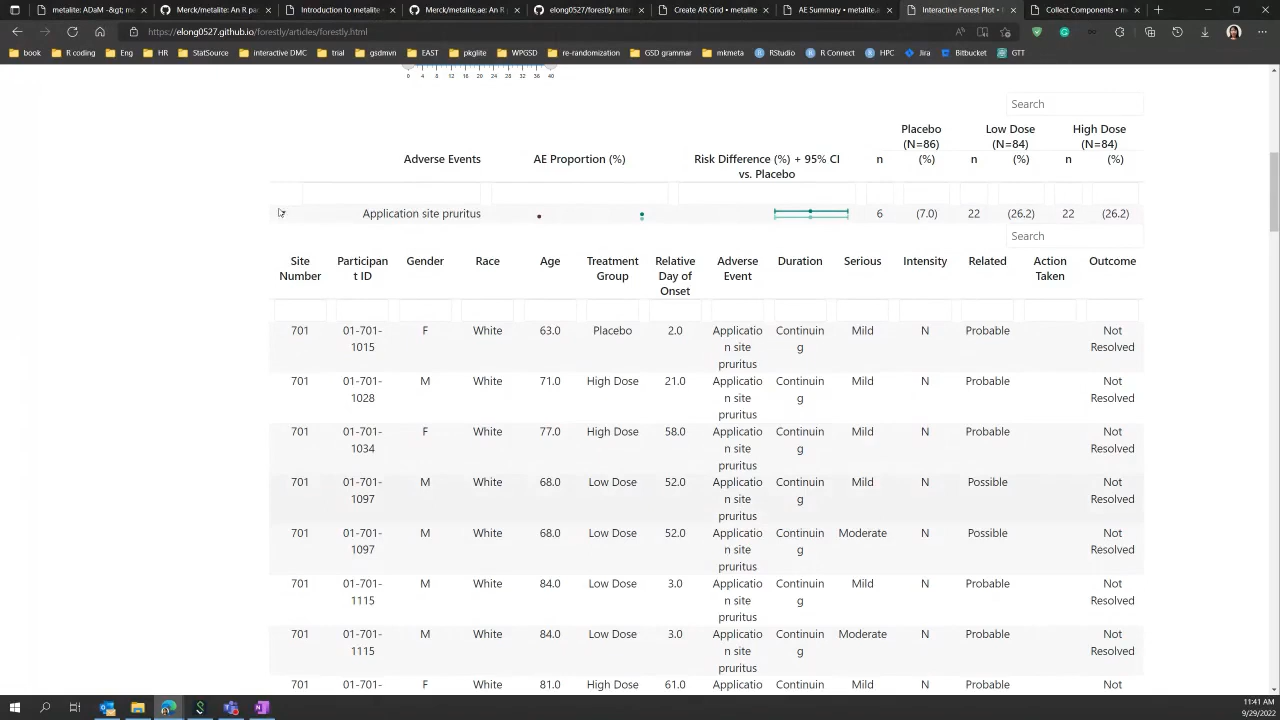 metalite: ADaM -&gt; me
Merck/metalite: An R pa
Introduction to metalite
Merck/metalite.ae: An R
elong0527/forestly: Inter
Create AR Grid • metalite
AE Summary • metalite.a
Interactive Forest Plot •
Collect Components • m
https://elong0527.github.io/forestly/articles/forestly.html
book R coding Eng HR StatSource interactive DMC trial gsdmvn EAST pkglite WPGSD re-randomization GSD grammar mkmeta RStudio R Connect HPC Jira Bitbucket GTT
0 4 8 12 16 20 24 28 32 36 40
Search
Placebo Low Dose High Dose
(N=86) (N=84) (N=84)
Adverse Events AE Proportion (%) Risk Difference (%) + 95% CI n (%) n (%) n (%)
vs. Placebo
Application site pruritus 6 (7.0) 22 (26.2) 22 (26.2)
Search
Site Participan Gender Race Age Treatment Relative Adverse Duration Serious Intensity Related Action Outcome
Number t ID Group Day of Event Taken
Onset
701 01-701- F White 63.0 Placebo 2.0 Applicatio Continuin Mild N Probable Not
1015 n site g Resolved
pruritus
701 01-701- M White 71.0 High Dose 21.0 Applicatio Continuin Mild N Probable Not
1028 n site g Resolved
pruritus
701 01-701- F White 77.0 High Dose 58.0 Applicatio Continuin Mild N Probable Not
1034 n site g Resolved
pruritus
701 01-701- M White 68.0 Low Dose 52.0 Applicatio Continuin Mild N Possible Not
1097 n site g Resolved
pruritus
701 01-701- M White 68.0 Low Dose 52.0 Applicatio Continuin Moderate N Possible Not
1097 n site g Resolved
pruritus
701 01-701- M White 84.0 Low Dose 3.0 Applicatio Continuin Mild N Probable Not
1115 n site g Resolved
pruritus
701 01-701- M White 84.0 Low Dose 3.0 Applicatio Continuin Moderate N Probable Not
1115 n site g Resolved
pruritus
701 01-701- F White 81.0 High Dose 61.0 Applicatio Continuin Mild N Probable Not
11:41 AM
9/29/2022